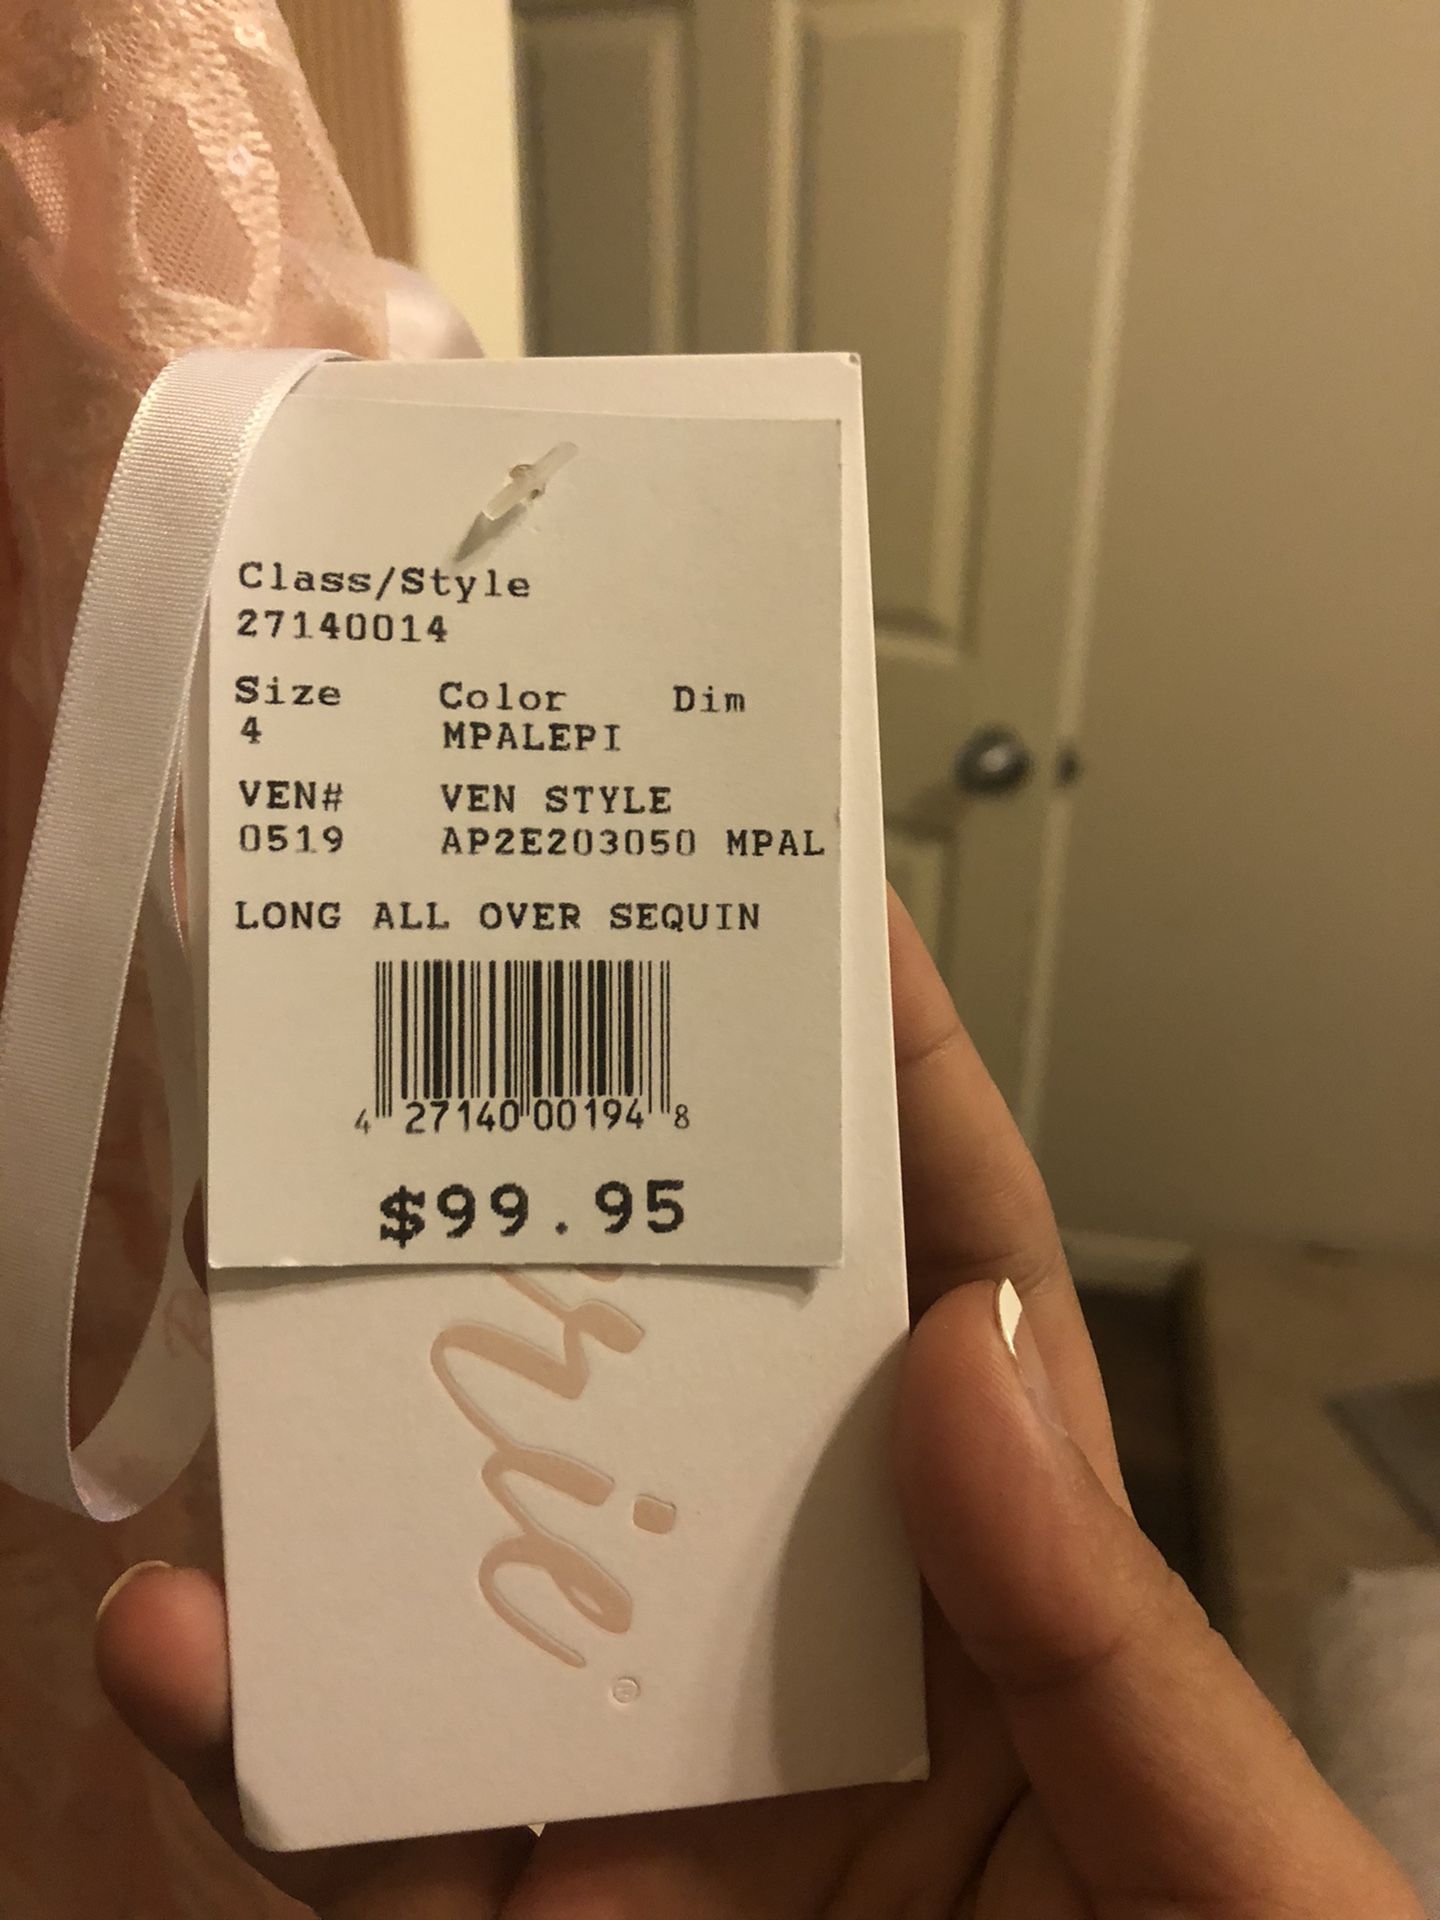 Class/Style
27140014
Size Color Dim
4 MPALEPI
VEN# VEN STYLE
0519 AP2E203050 MPAL
LONG ALL OVER SEQUIN
4 27140 00194 8
$99.95
rie®